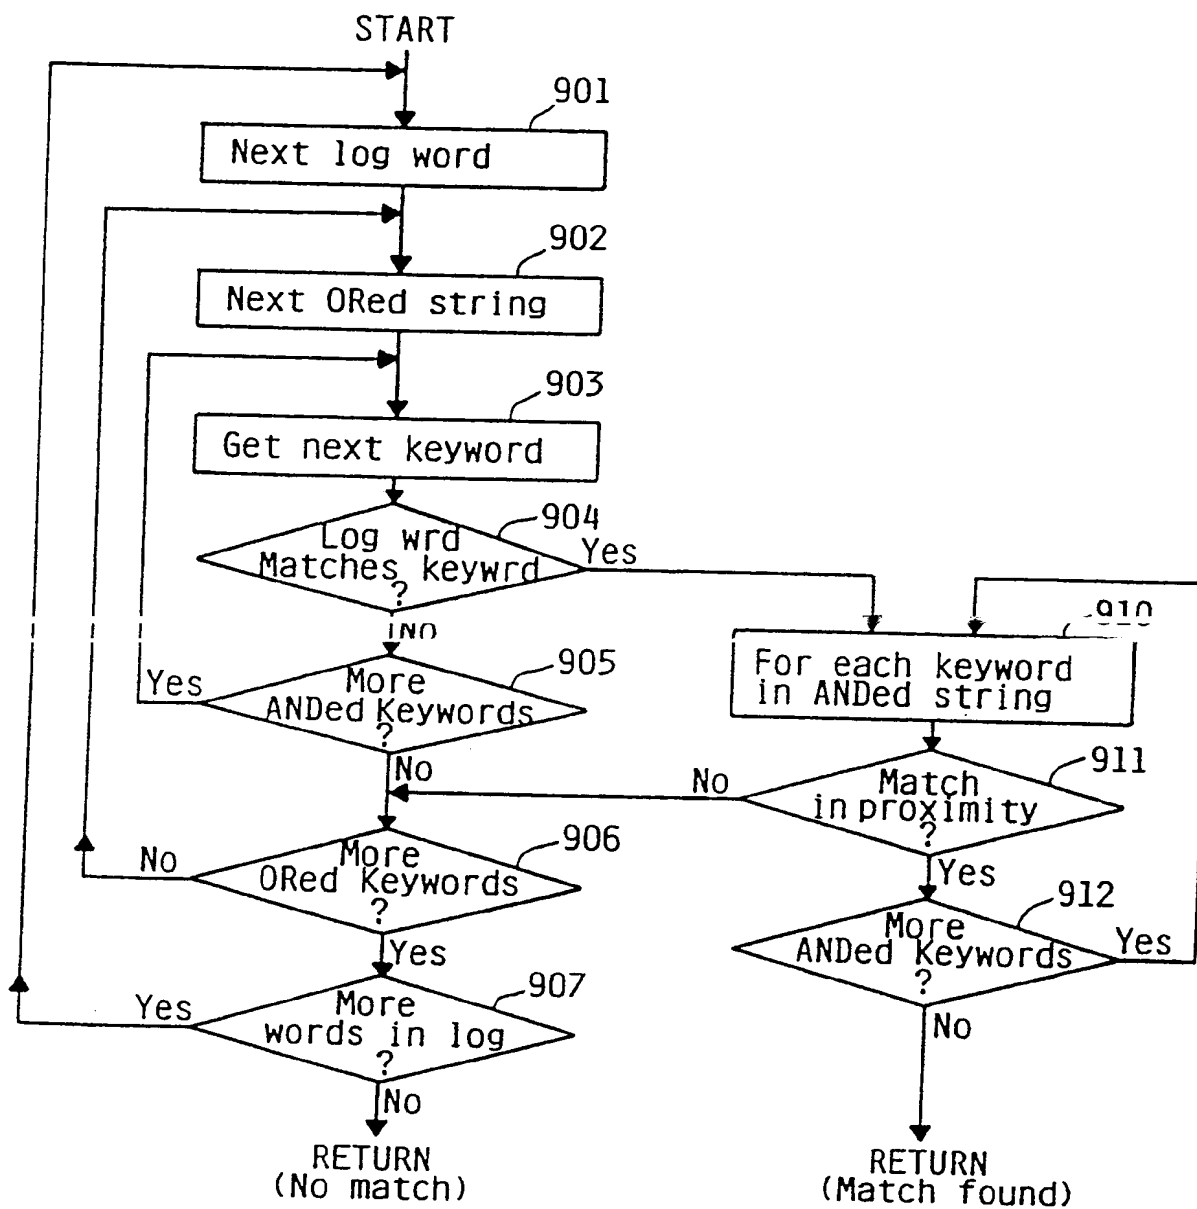 START
901
Next log word
902
Next ORed string
903
Get next keyword
904
Log wrd
Matches keywrd
?
Yes
No
910
For each keyword
in ANDed string
905
More
ANDed Keywords
?
Yes
No
911
Match
in proximity
?
No
Yes
906
More
ORed Keywords
?
No
Yes
912
More
ANDed Keywords
?
Yes
No
907
More
words in log
?
Yes
No
RETURN
(No match)
RETURN
(Match found)